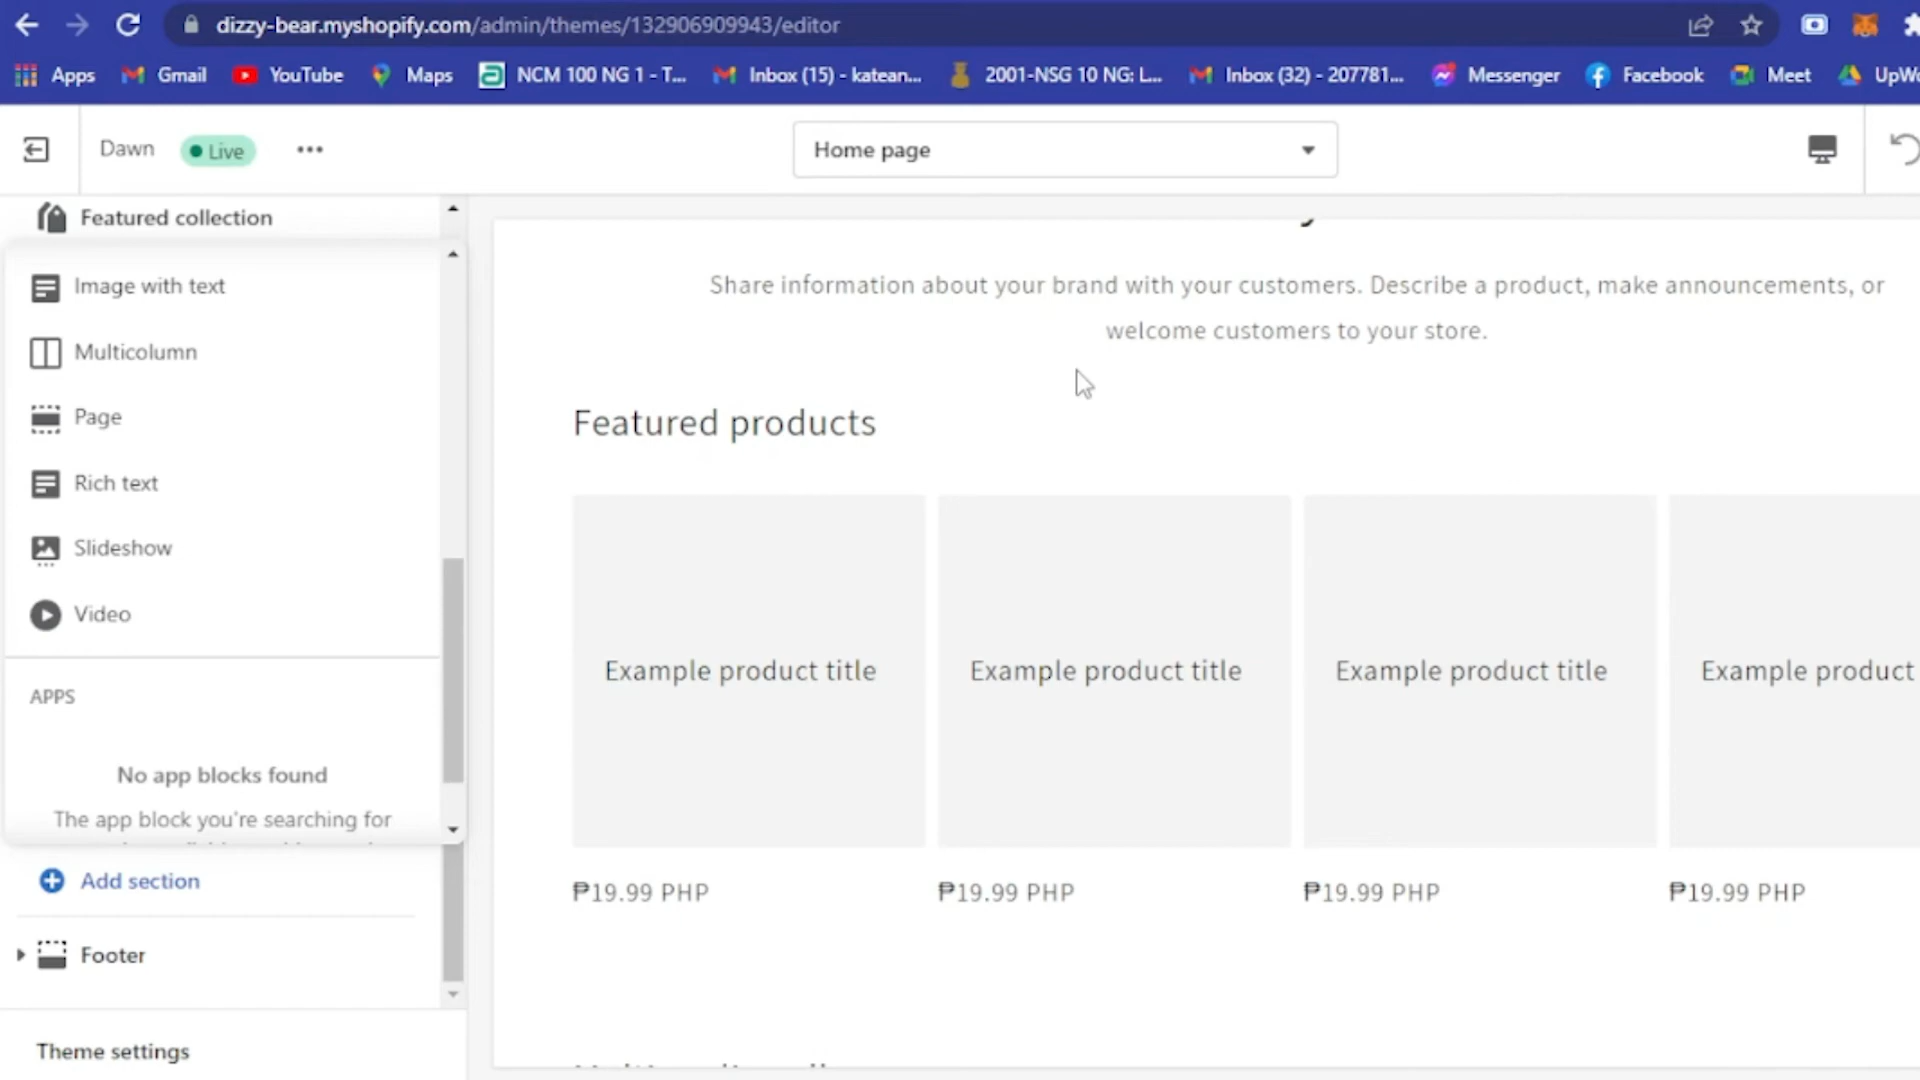 dizzy-bear.myshopify.com/admin/themes/132906909943/editor
Apps Gmail YouTube Maps NCM 100 NG 1 - T... Inbox (15) - katean... 2001-NSG 10 NG: L... Inbox (32) - 207781... Messenger Facebook Meet
Dawn Live ••• Home page
Featured collection
Image with text
Multicolumn
Page
Rich text
Slideshow
Video
APPS
No app blocks found
The app block you're searching for
Add section
Footer
Theme settings
Share information about your brand with your customers. Describe a product, make announcements, or
welcome customers to your store.
Featured products
Example product title Example product title Example product title Example product
₱19.99 PHP ₱19.99 PHP ₱19.99 PHP ₱19.99 PHP